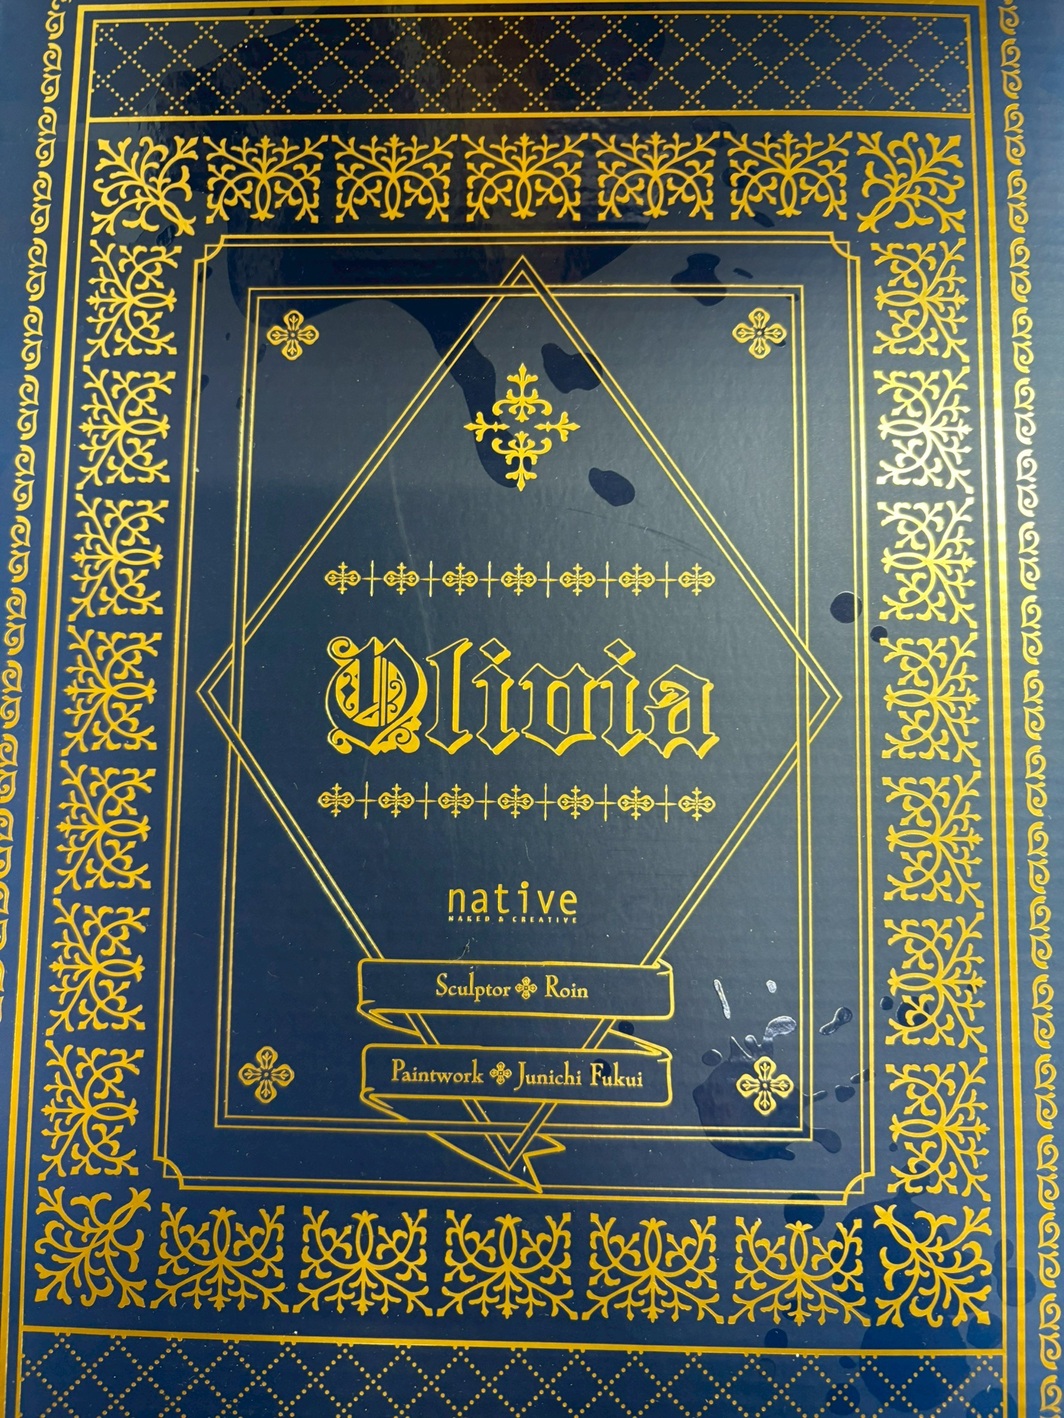 Olivia
native
NAKED & CREATIVE
Sculptor Roin
Paintwork Junichi Fukui